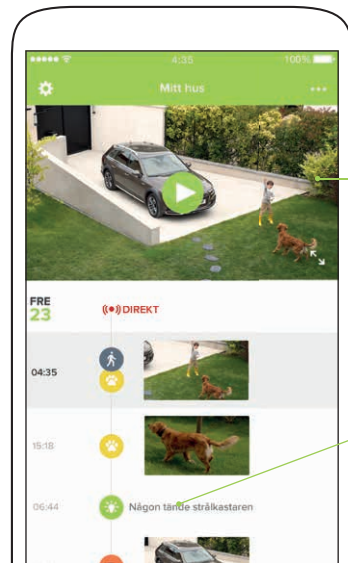 4:35
100%
Mitt hus
FRE
23
DIREKT
04:35
15:18
06:44
Någon tände strålkastaren